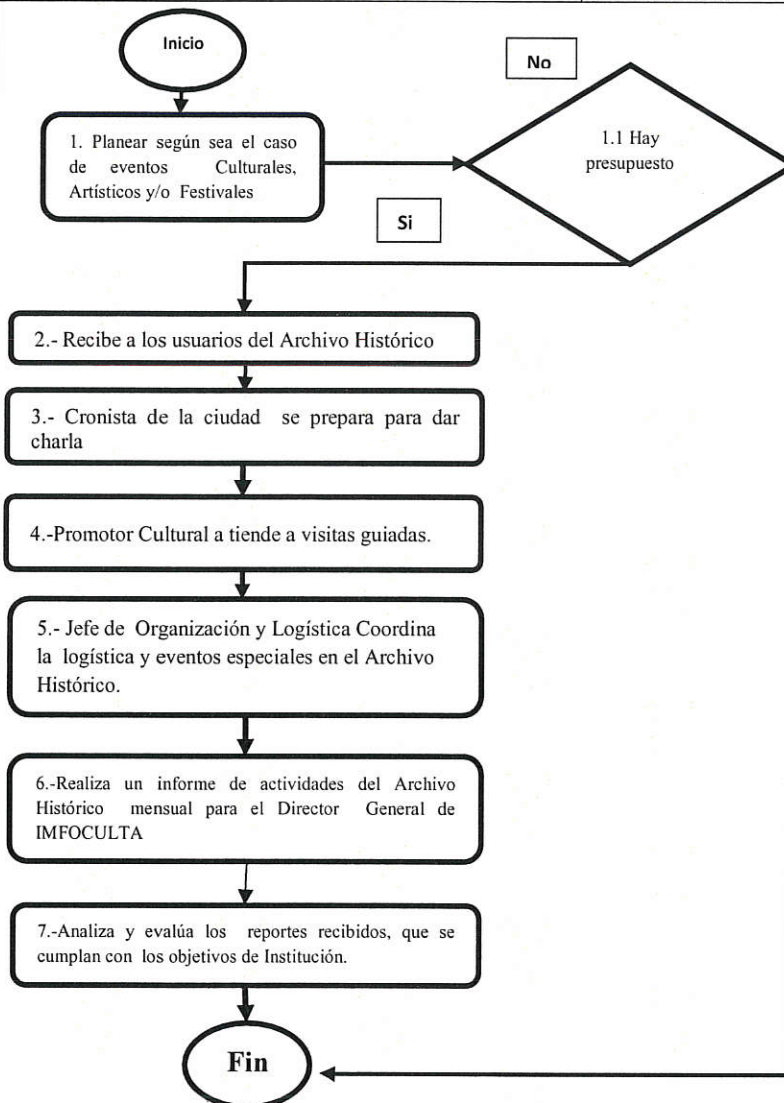 Inicio
No
1. Planear según sea el caso
de eventos Culturales,
Artísticos y/o Festivales
1.1 Hay
presupuesto
Si
2.- Recibe a los usuarios del Archivo Histórico
3.- Cronista de la ciudad se prepara para dar
charla
4.-Promotor Cultural a tiende a visitas guiadas.
5.- Jefe de Organización y Logística Coordina
la logística y eventos especiales en el Archivo
Histórico.
6.-Realiza un informe de actividades del Archivo
Histórico mensual para el Director General de
IMFOCULTA
7.-Analiza y evalúa los reportes recibidos, que se
cumplan con los objetivos de Institución.
Fin